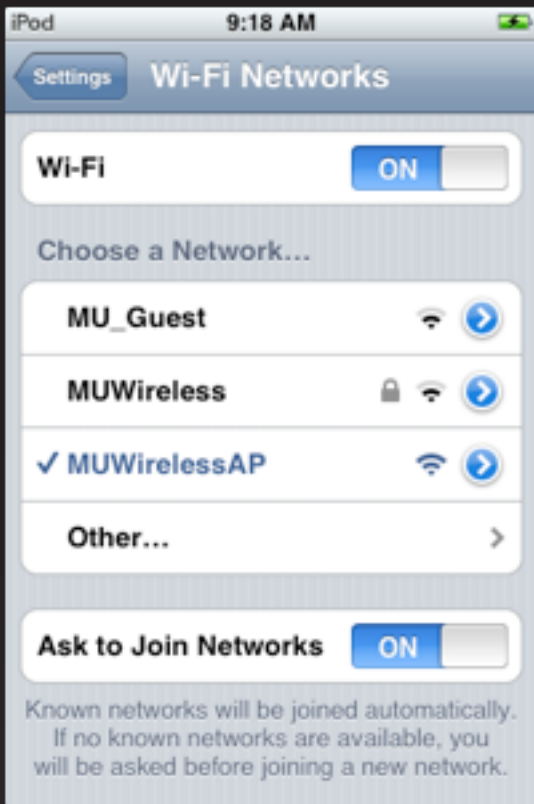 iPod 9:18 AM
Settings Wi-Fi Networks
Wi-Fi ON
Choose a Network...
MU_Guest
MUWireless
MUWirelessAP
Other...
Ask to Join Networks ON
Known networks will be joined automatically.
If no known networks are available, you
will be asked before joining a new network.